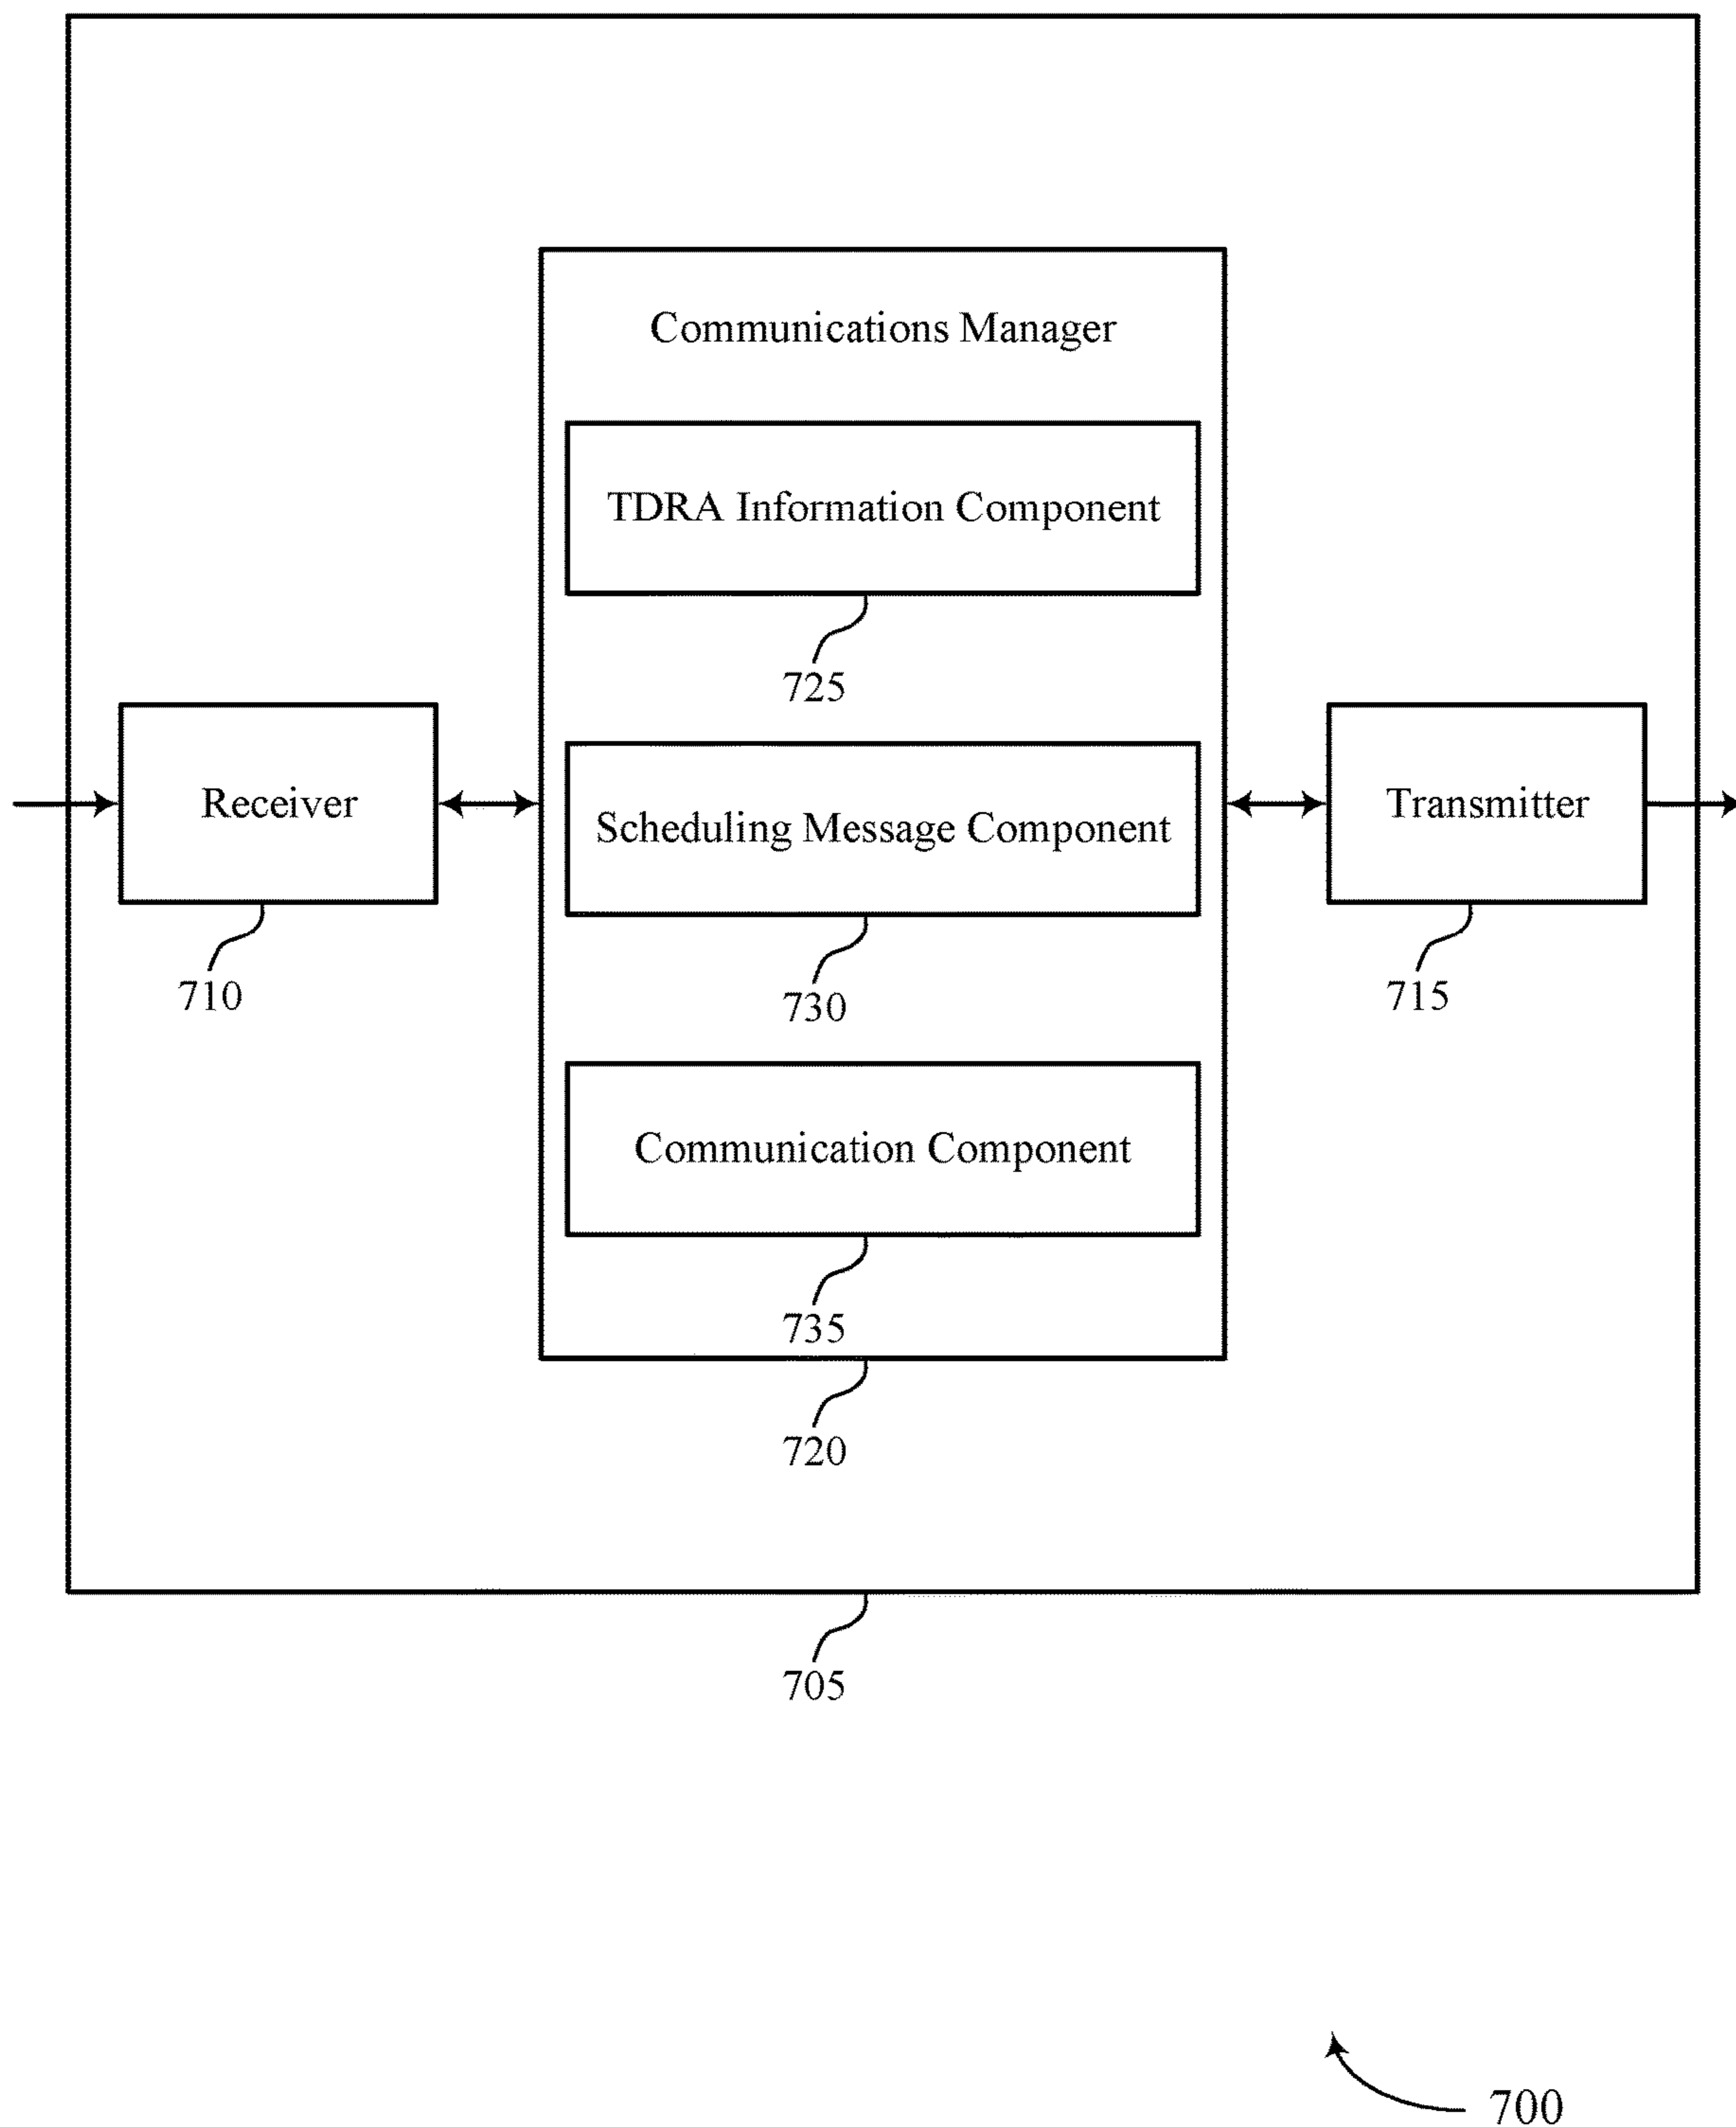 Communications Manager
TDRA Information Component
725
Receiver
Scheduling Message Component
Transmitter
710
730
715
Communication Component
735
720
705
700